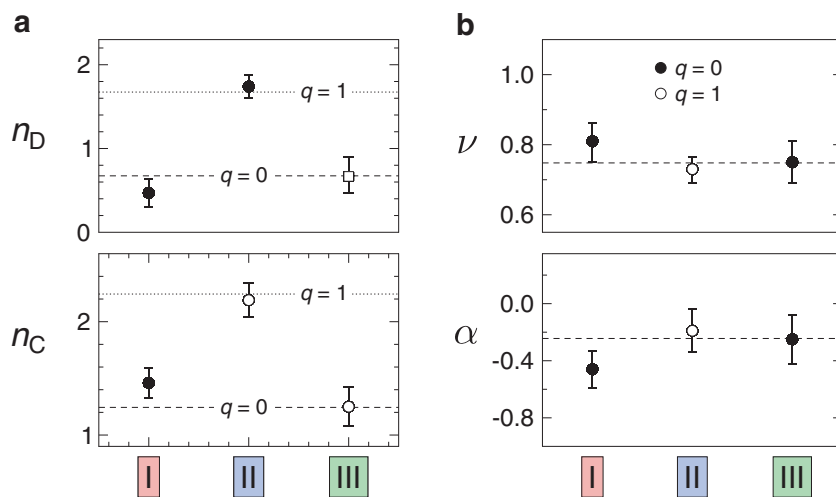 a
2
1
0
n_D
q = 1
q = 0
2
1
n_C
q = 1
q = 0
I II III
b
1.0
0.8
0.6
ν
q = 0
q = 1
0.0
-0.4
-0.8
α
I II III